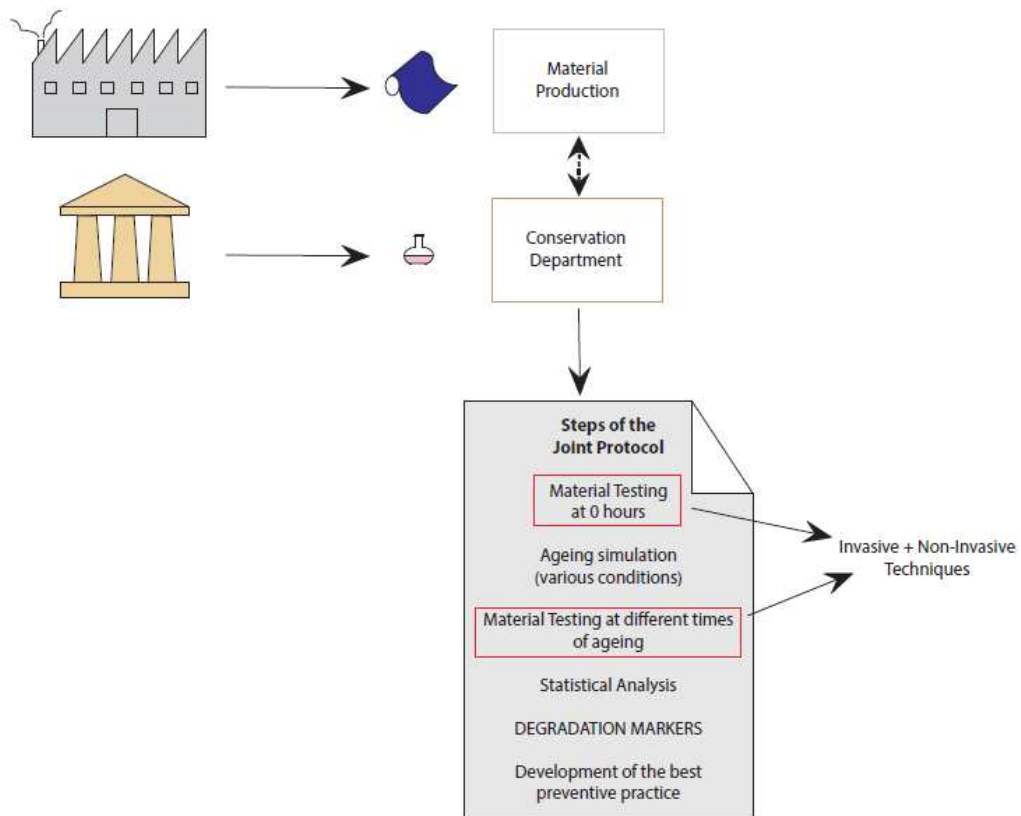 Material
Production
Conservation
Department
Steps of the
Joint Protocol
Material Testing
at 0 hours
Ageing simulation
(various conditions)
Material Testing at different times
of ageing
Statistical Analysis
DEGRADATION MARKERS
Development of the best
preventive practice
Invasive + Non-Invasive
Techniques